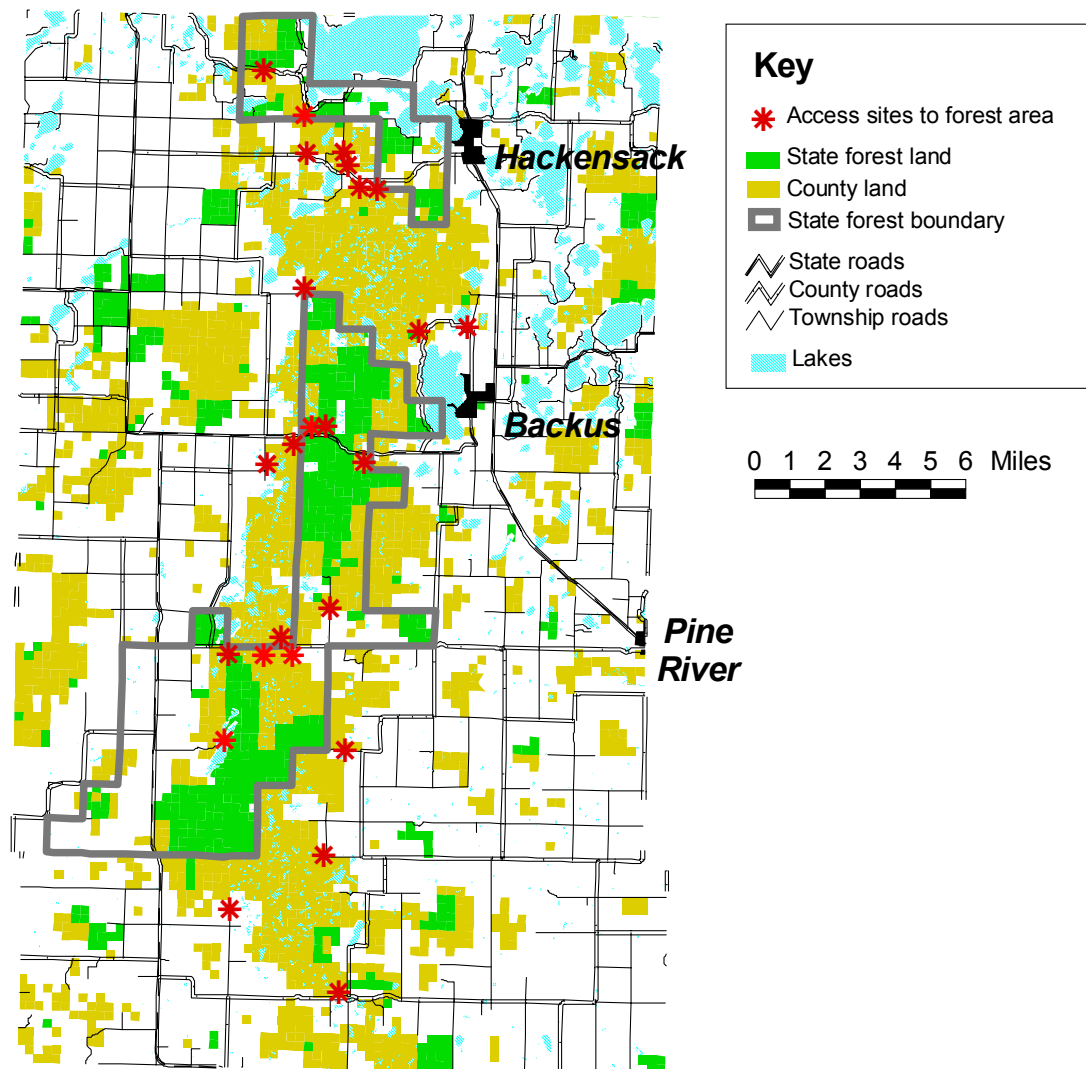 Key
Access sites to forest area
State forest land
County land
State forest boundary
State roads
County roads
Township roads
Lakes
Hackensack
Backus
0 1 2 3 4 5 6 Miles
Pine
River